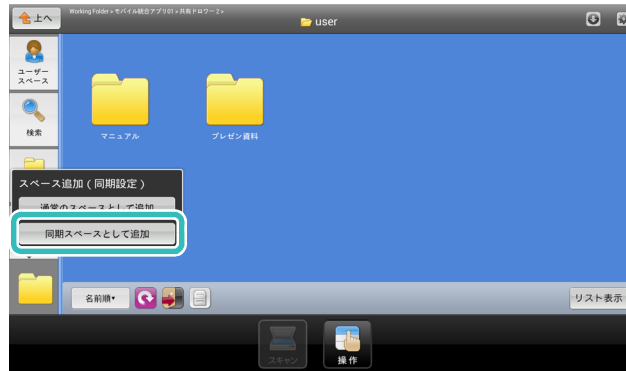 上へ
Working Folder » モバイル統合アプリ01 » 共有ドロワー2 »
user
ユーザー
スペース
検索
マニュアル
プレゼン資料
スペース追加（同期設定）
通常のスペースとして追加
同期スペースとして追加
名前順▾
リスト表示
スキャン
操作